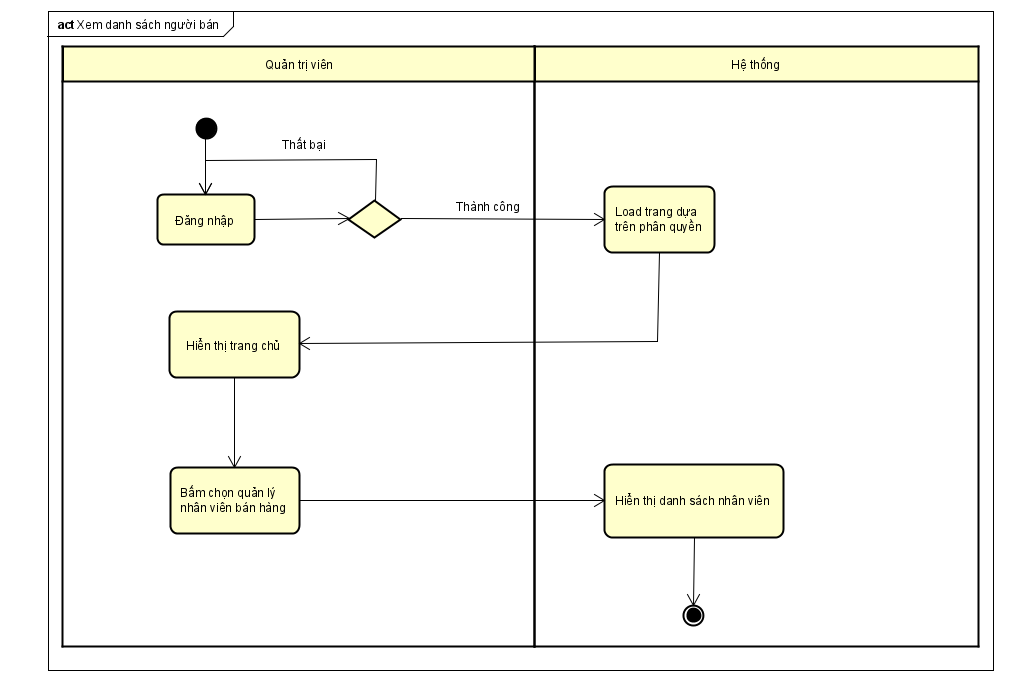 act Xem danh sách người bán
Quản trị viên
Hệ thống
Thất bại
Đăng nhập
Thành công
Load trang dựa
trên phân quyền
Hiển thị trang chủ
Bấm chọn quản lý
nhân viên bán hàng
Hiển thị danh sách nhân viên